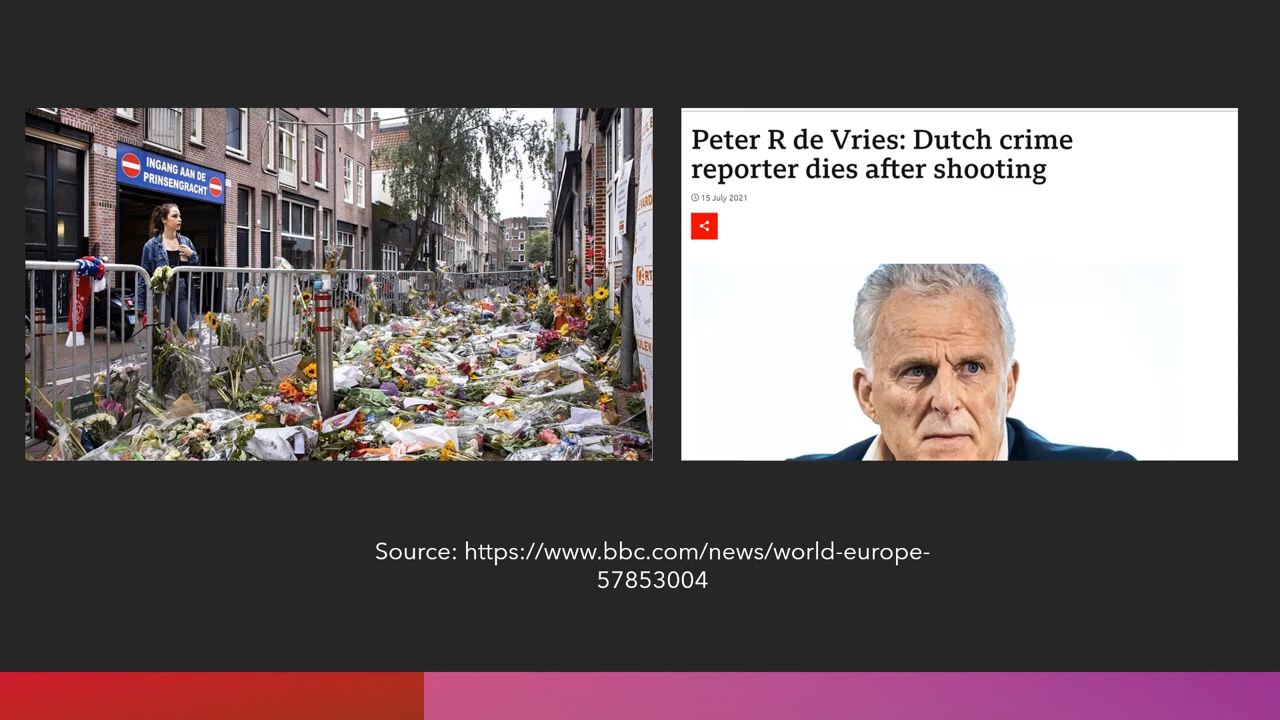 INGANG AAN DE
PRINSENGRACHT
Peter R de Vries: Dutch crime
reporter dies after shooting
15 July 2021
Source: https://www.bbc.com/news/world-europe-
57853004